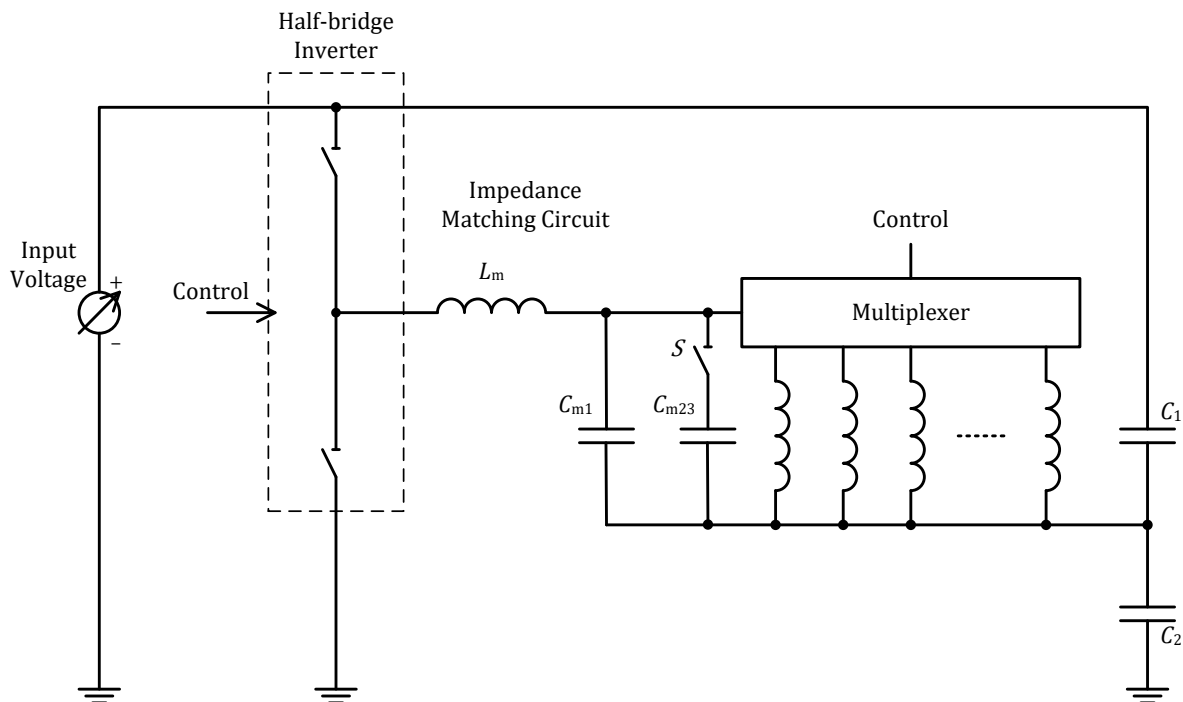 Half-bridge
Inverter
Impedance
Matching Circuit
Control
Input
Voltage
+
−
Control
Lm
Multiplexer
S
Cm1
Cm23
C1
C2